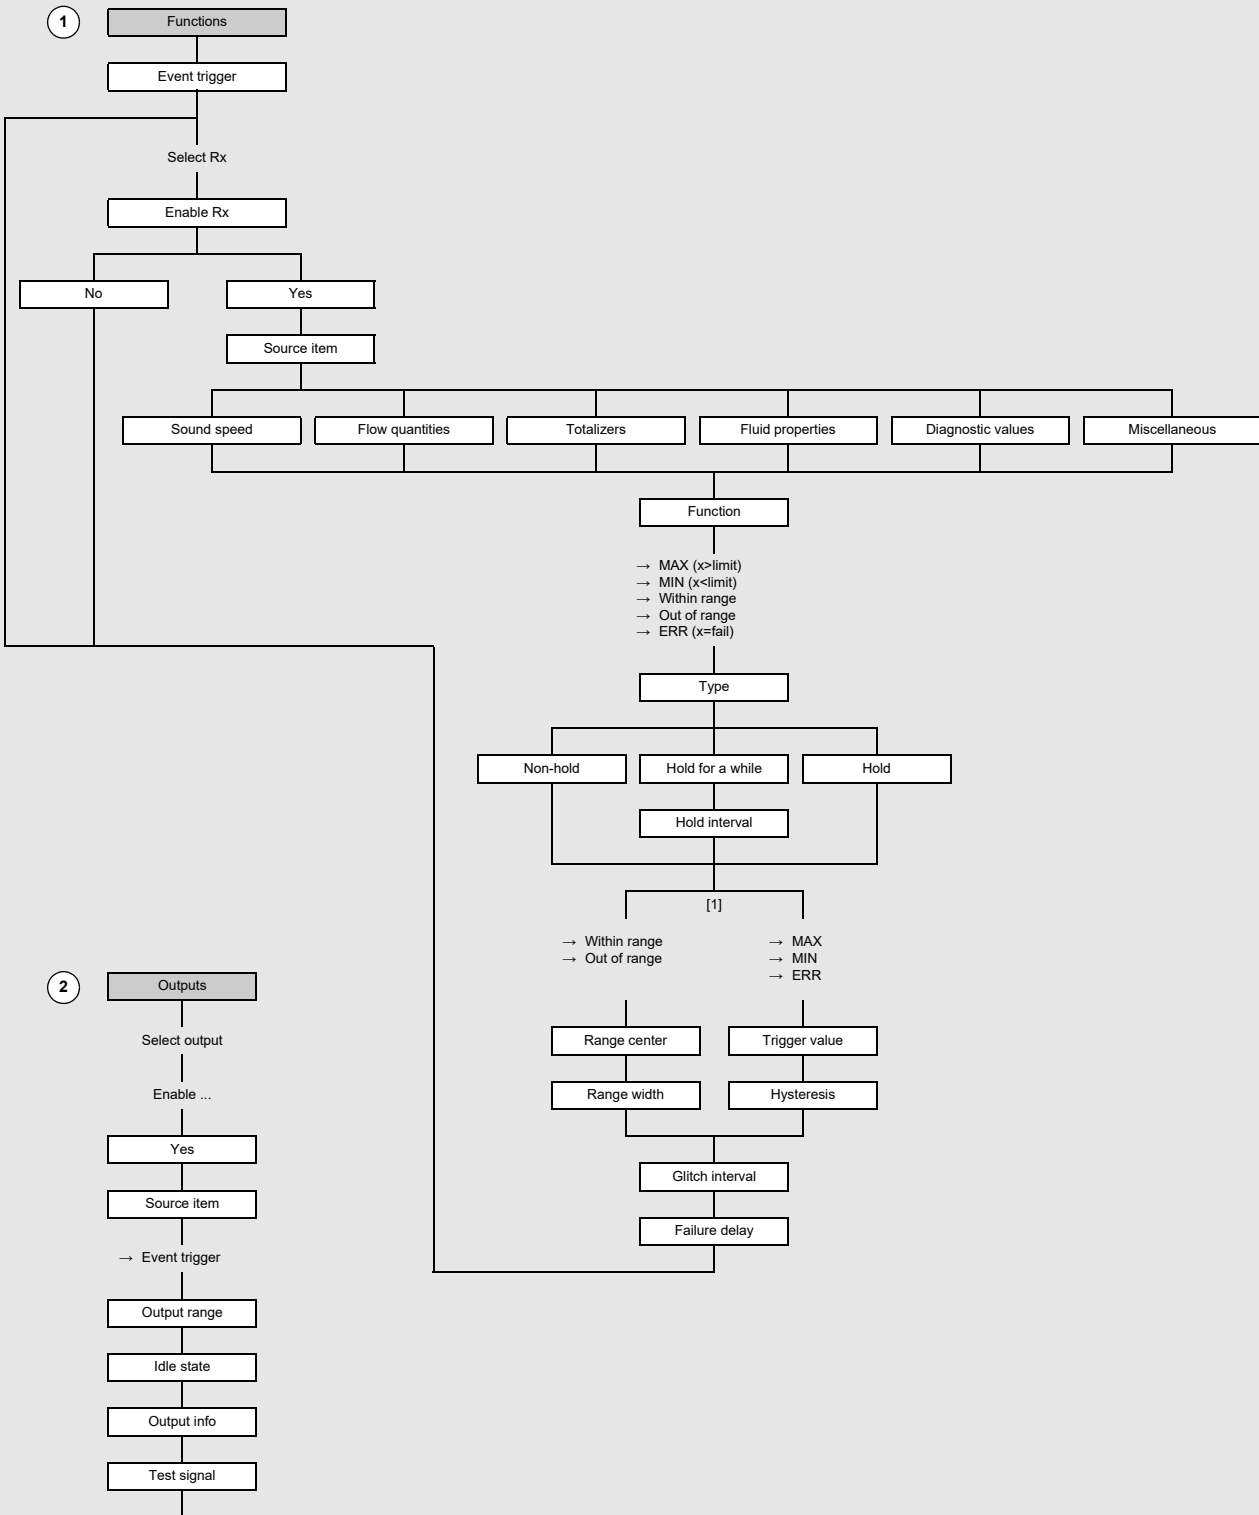 1
Functions
Event trigger
Select Rx
Enable Rx
No
Yes
Source item
Sound speed
Flow quantities
Totalizers
Fluid properties
Diagnostic values
Miscellaneous
Function
→ MAX (x>limit)
→ MIN (x<limit)
→ Within range
→ Out of range
→ ERR (x=fail)
Type
Non-hold
Hold for a while
Hold
Hold interval
[1]
→ Within range
→ Out of range
→ MAX
→ MIN
→ ERR
Range center
Trigger value
Range width
Hysteresis
Glitch interval
Failure delay
2
Outputs
Select output
Enable ...
Yes
Source item
→ Event trigger
Output range
Idle state
Output info
Test signal